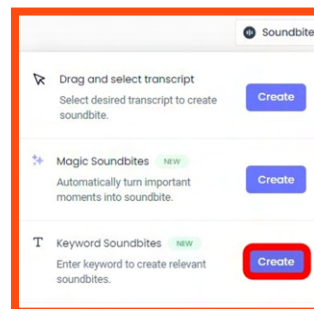 Soundbite
Drag and select transcript
Select desired transcript to create
soundbite.
Create
Magic Soundbites NEW
Automatically turn important
moments into soundbite.
Create
Keyword Soundbites NEW
Enter keyword to create relevant
soundbites.
Create